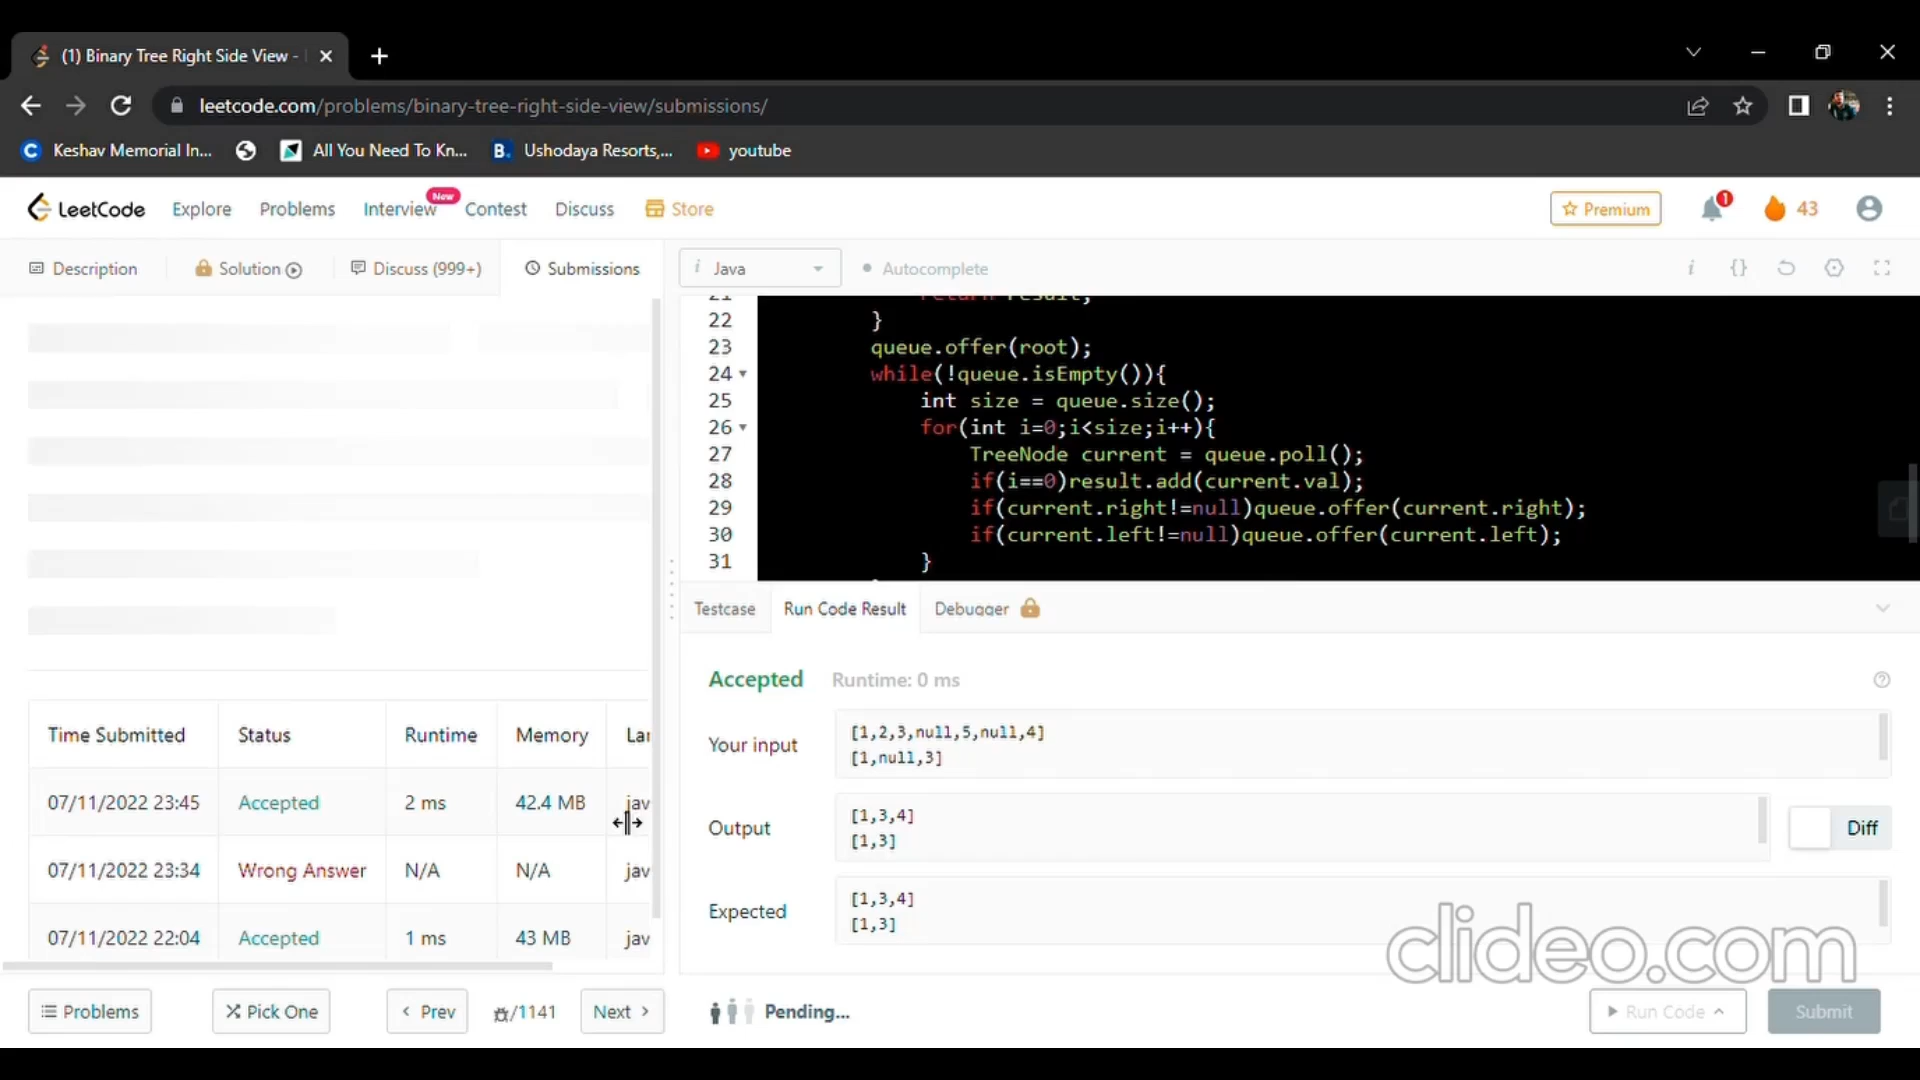 (1) Binary Tree Right Side View -
leetcode.com/problems/binary-tree-right-side-view/submissions/
Keshav Memorial In...
All You Need To Kn...
B. Ushodaya Resorts,...
youtube
LeetCode
Explore
Problems
Interview
New
Contest
Discuss
Store
Premium
1
43
Description
Solution
Discuss (999+)
Submissions
i Java
Autocomplete
21 return result;
22 }
23 queue.offer(root);
24 while(!queue.isEmpty()){
25 int size = queue.size();
26 for(int i=0;i<size;i++){
27 TreeNode current = queue.poll();
28 if(i==0)result.add(current.val);
29 if(current.right!=null)queue.offer(current.right);
30 if(current.left!=null)queue.offer(current.left);
31 }
Testcase
Run Code Result
Debugger
Accepted
Runtime: 0 ms
Your input
[1,2,3,null,5,null,4]
[1,null,3]
Output
[1,3,4]
[1,3]
Diff
Expected
[1,3,4]
[1,3]
Time Submitted Status Runtime Memory Lar
07/11/2022 23:45 Accepted 2 ms 42.4 MB jav
07/11/2022 23:34 Wrong Answer N/A N/A jav
07/11/2022 22:04 Accepted 1 ms 43 MB jav
clideo.com
Problems
Pick One
Prev
/1141
Next
Pending...
Run Code
Submit